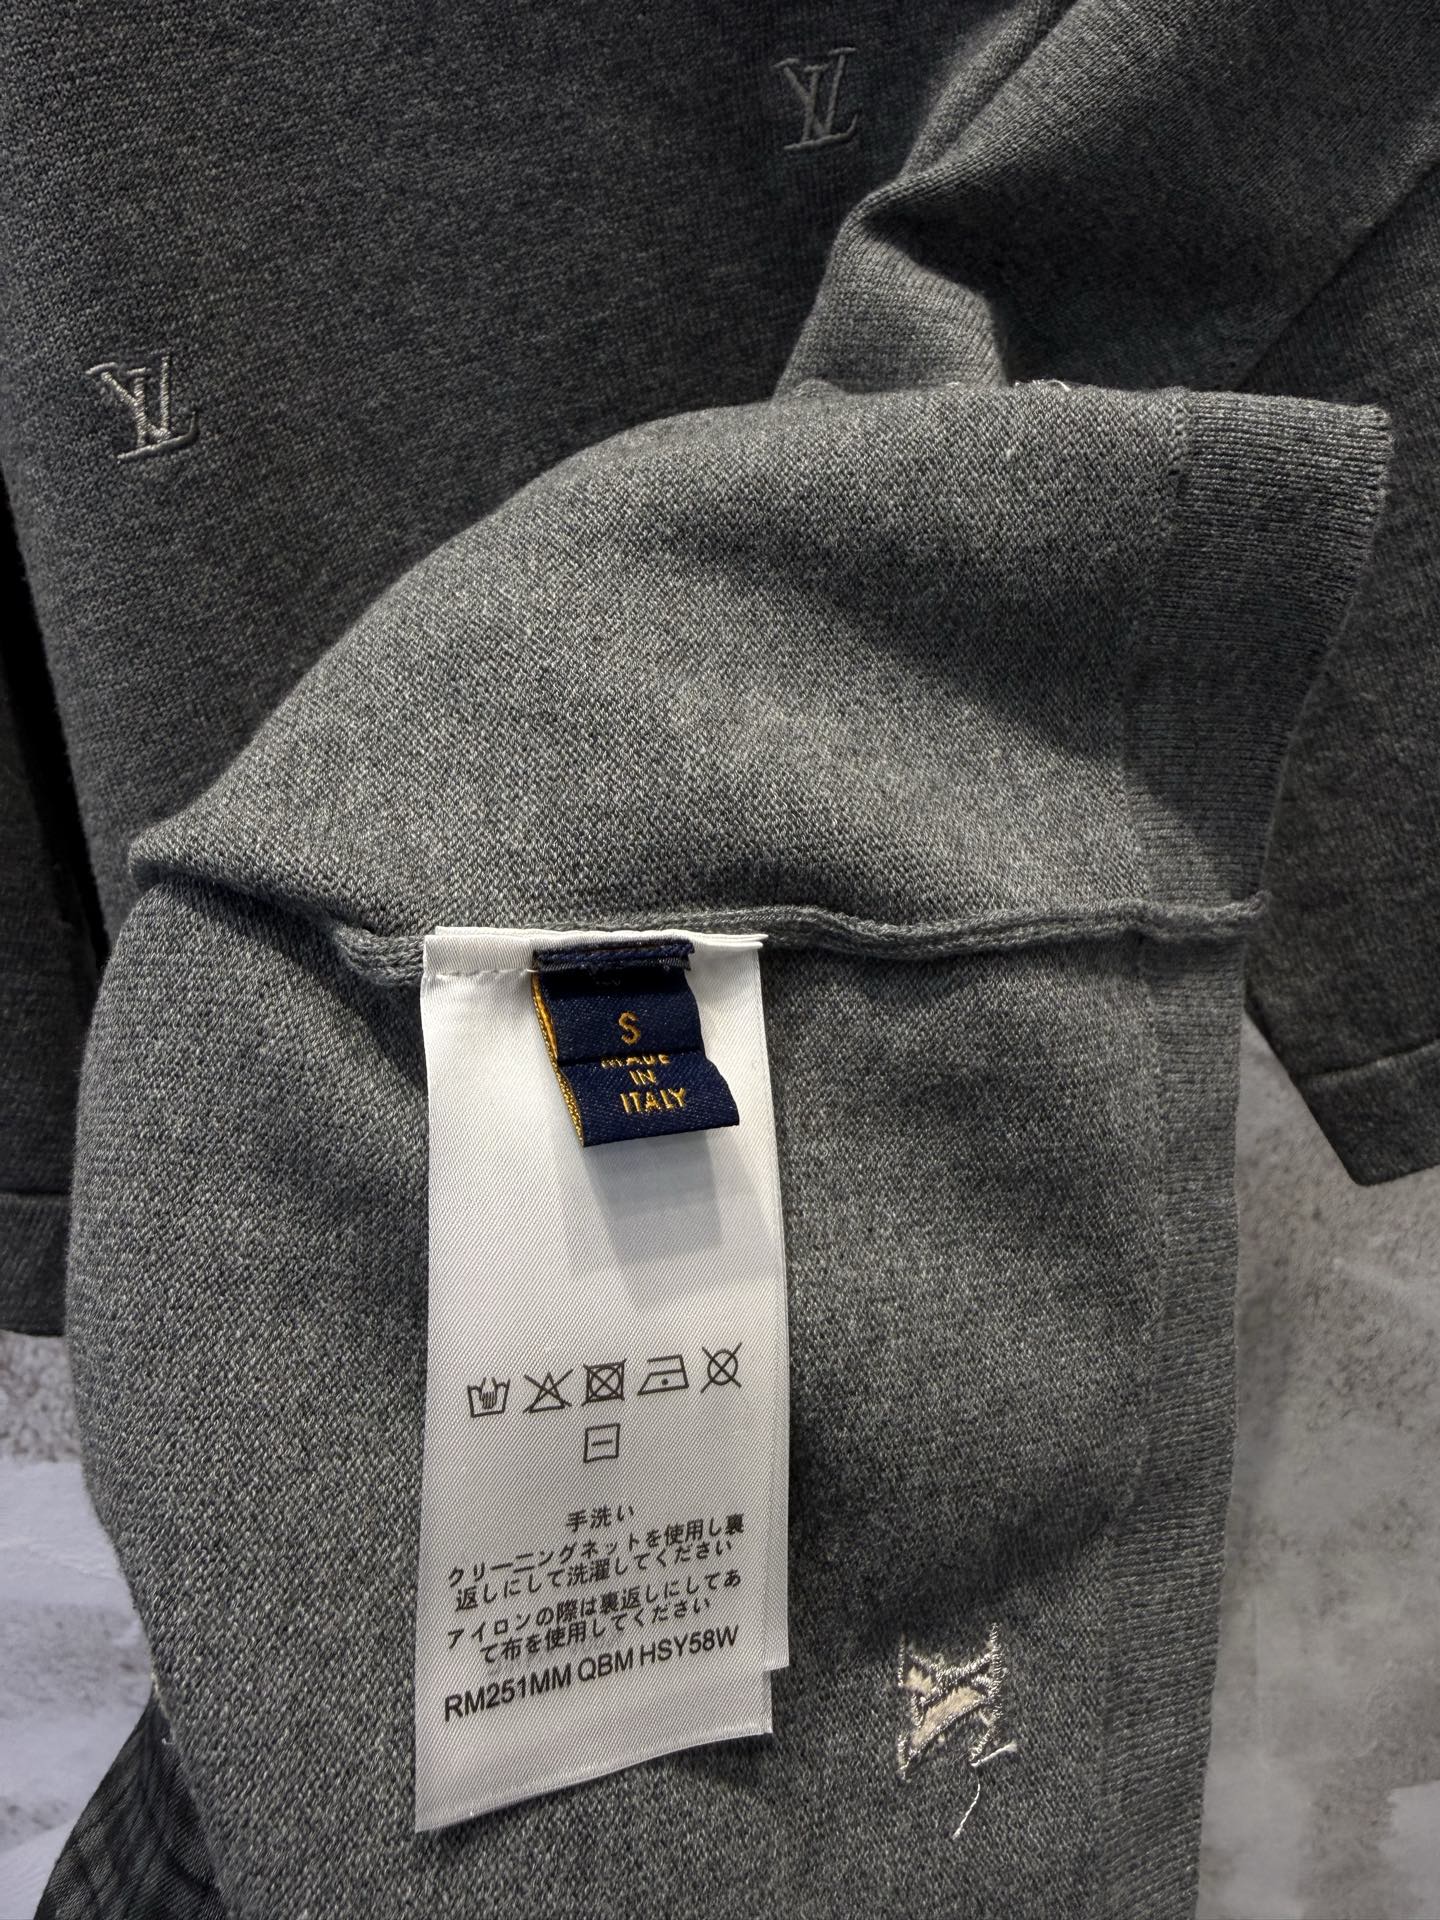 LV
LV
S
MADE
IN
ITALY
手洗い
クリーニングネットを使用し裏
返しにして洗濯してください
アイロンの際は裏返しにしてあ
て布を使用してください
RM251MM QBM HSY58W